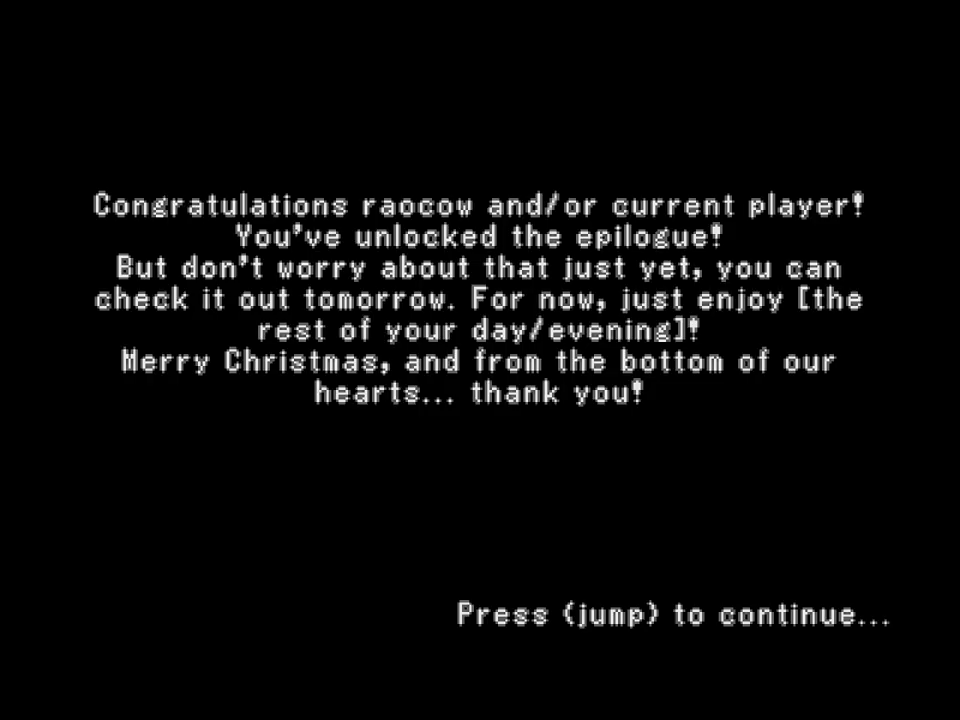 Congratulations raocow and/or current player!
You've unlocked the epilogue!
But don't worry about that just yet, you can
check it out tomorrow. For now, just enjoy [the
rest of your day/evening]!
Merry Christmas, and from the bottom of our
hearts... thank you!
Press (jump) to continue...